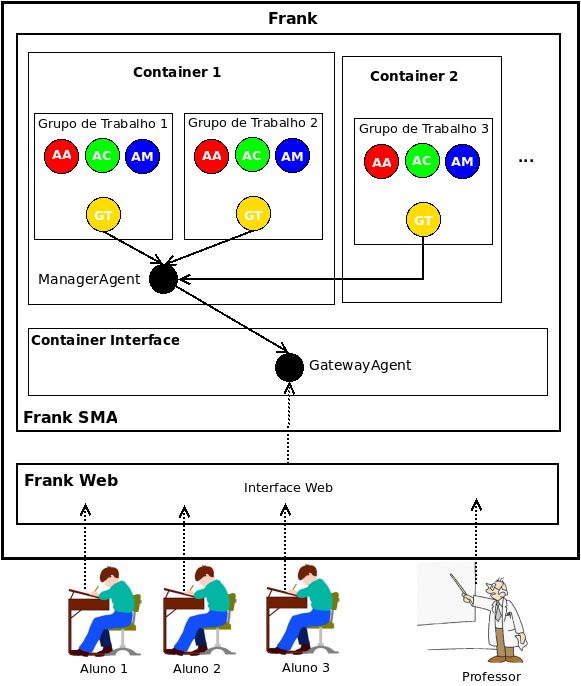 Frank
Container 1
Container 2
Grupo de Trabalho 1
Grupo de Trabalho 2
Grupo de Trabalho 3
AA AC AM
AA AC AM
AA AC AM
...
GT
GT
GT
ManagerAgent
Container Interface
GatewayAgent
Frank SMA
Frank Web
Interface Web
Aluno 1
Aluno 2
Aluno 3
Professor